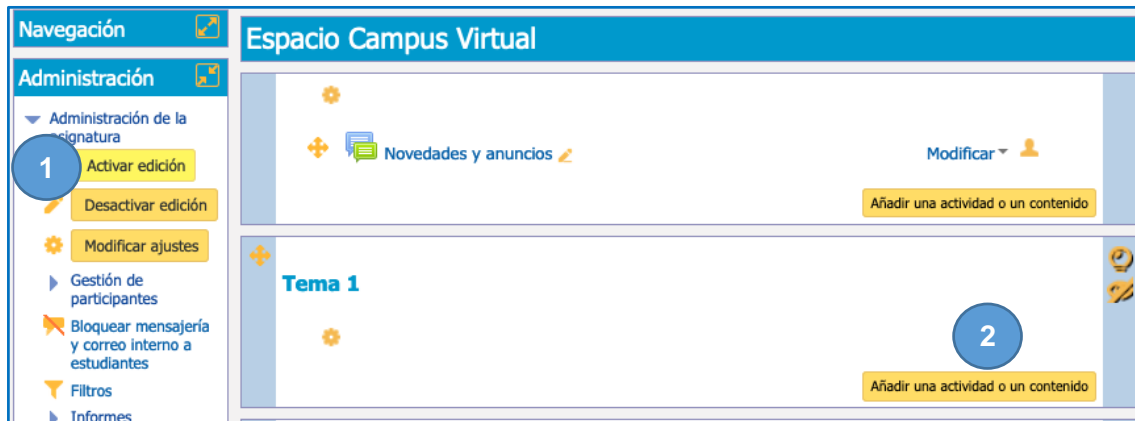 Navegación
Administración
Administración de la
asignatura
1
Activar edición
Desactivar edición
Modificar ajustes
Gestión de
participantes
Bloquear mensajería
y correo interno a
estudiantes
Filtros
Informes
Espacio Campus Virtual
Novedades y anuncios
Modificar
Añadir una actividad o un contenido
Tema 1
2
Añadir una actividad o un contenido